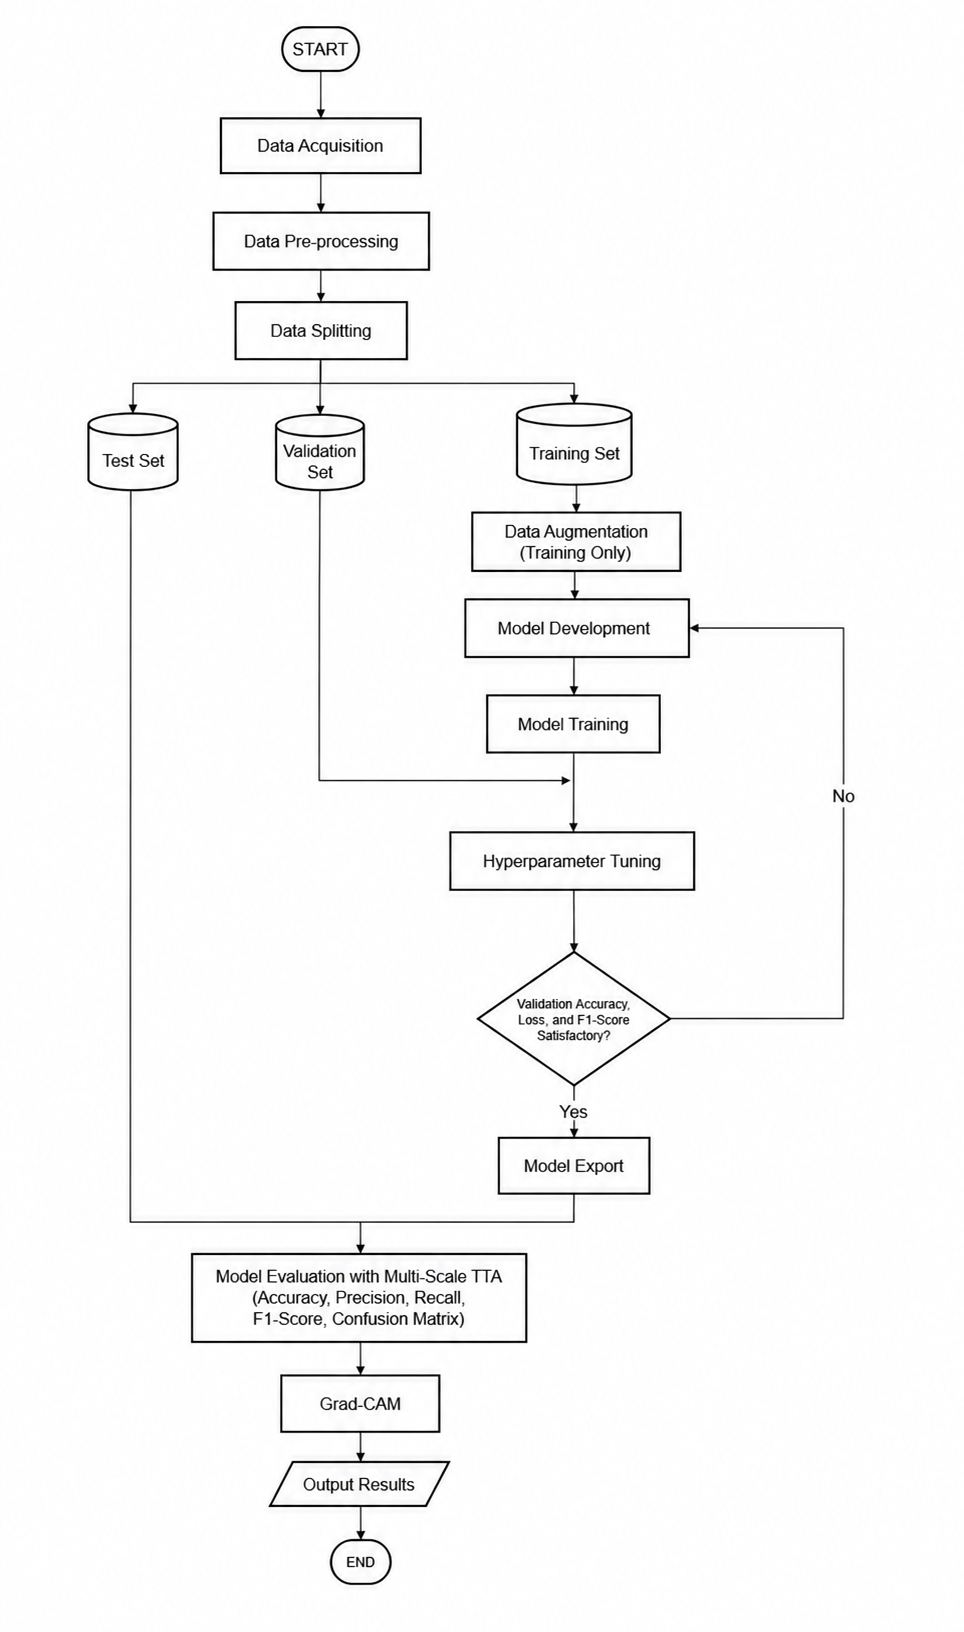 START
Data Acquisition
Data Pre-processing
Data Splitting
Test Set
Validation
Set
Training Set
Data Augmentation
(Training Only)
Model Development
Model Training
No
Hyperparameter Tuning
Validation Accuracy,
Loss, and F1-Score
Satisfactory?
Yes
Model Export
Model Evaluation with Multi-Scale TTA
(Accuracy, Precision, Recall,
F1-Score, Confusion Matrix)
Grad-CAM
Output Results
END